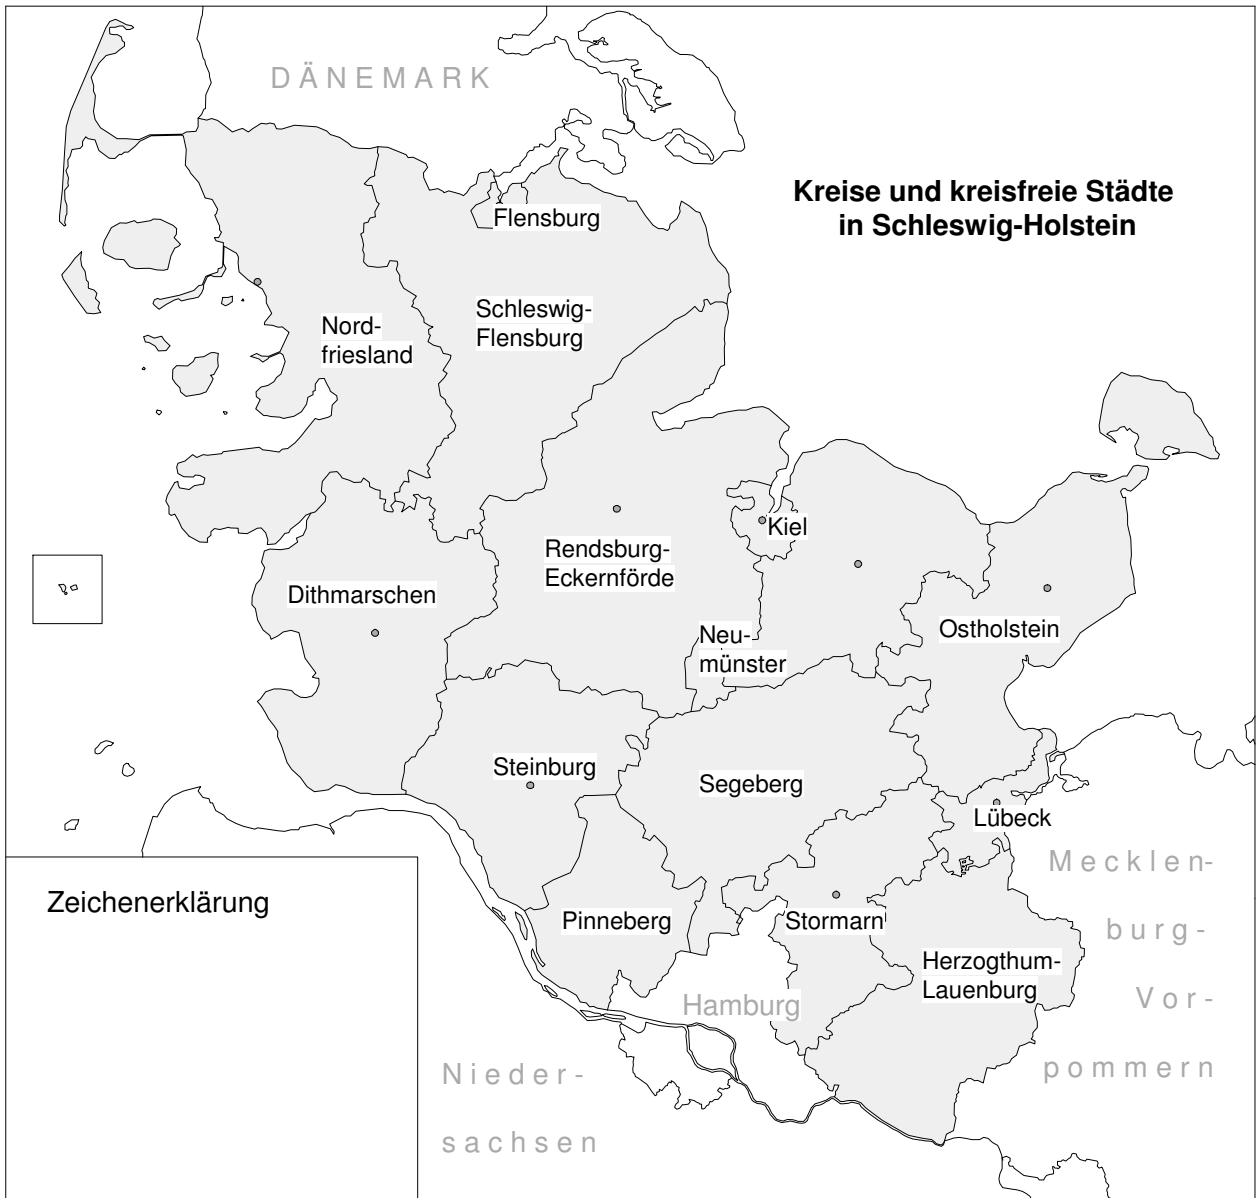 DÄNEMARK
Kreise und kreisfreie Städte
in Schleswig-Holstein
Flensburg
Schleswig-
Flensburg
Nord-
friesland
Kiel
Rendsburg-
Eckernförde
Dithmarschen
Ostholstein
Neu-
münster
Steinburg
Segeberg
Lübeck
Mecklen-
burg-
Vor-
pommern
Zeichenerklärung
Pinneberg
Stormarn
Herzogthum-
Lauenburg
Hamburg
Nieder-
sachsen